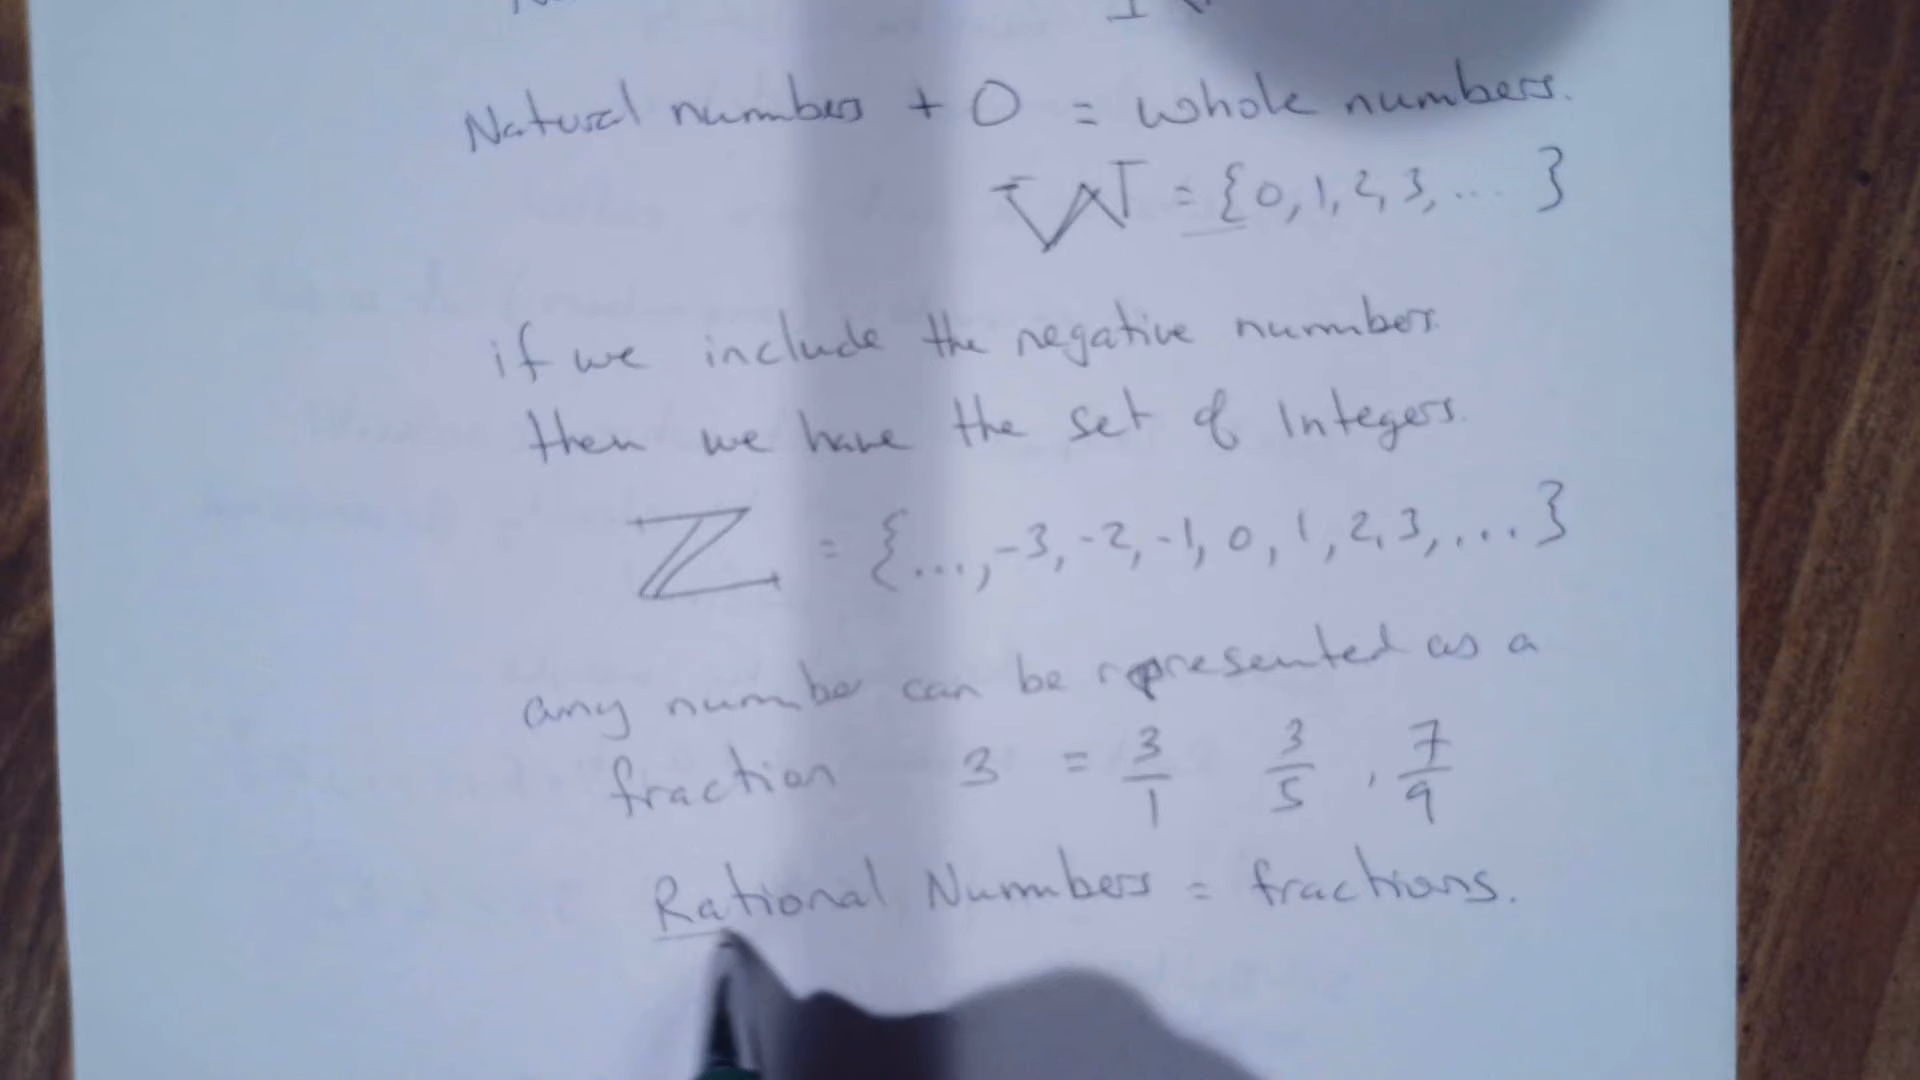 Natural numbers + 0 = whole numbers.
W = {0, 1, 2, 3, ... }
if we include the negative numbers
then we have the set of Integers.
Z = {..., -3, -2, -1, 0, 1, 2, 3, ... }
any number can be represented as a
fraction 3 = 3/1 3/5 , 7/9
Rational Numbers = fractions.